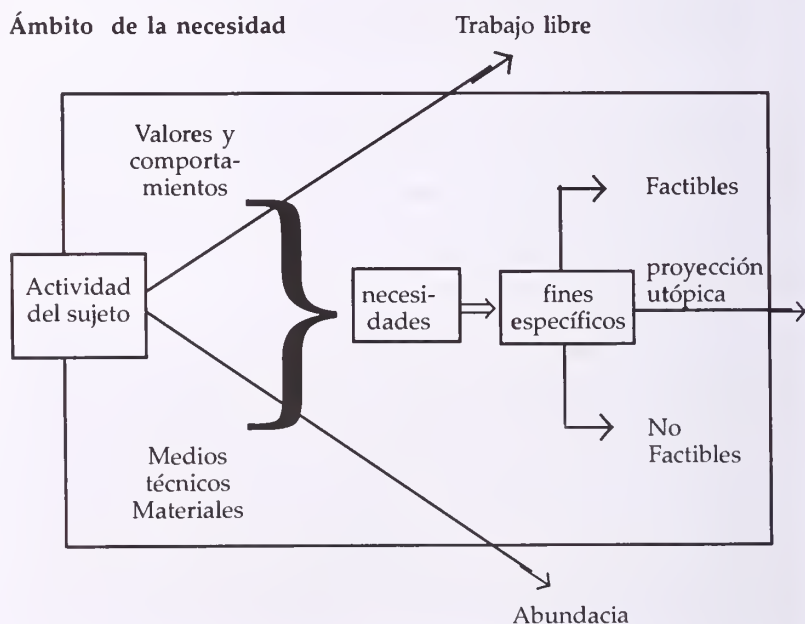 Ámbito de la necesidad
Trabajo libre
Valores y
comporta-
mientos
Factibles
Actividad
del sujeto
necesi-
dades
fines
específicos
proyección
utópica
No
Factibles
Medios
técnicos
Materiales
Abundacia